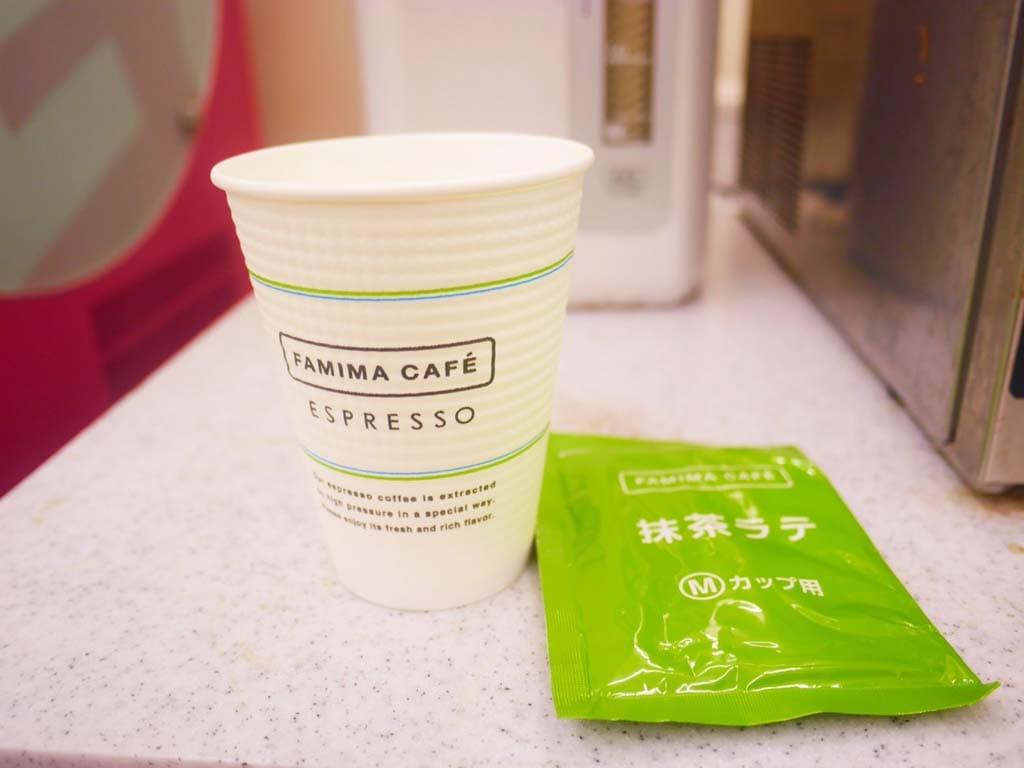 FAMIMA CAFÉ
ESPRESSO
Our espresso coffee is extracted
high pressure in a special way.
enjoy its fresh and rich flavor.
FAMIMA CAFÉ
抹茶ラテ
Ⓜカップ用